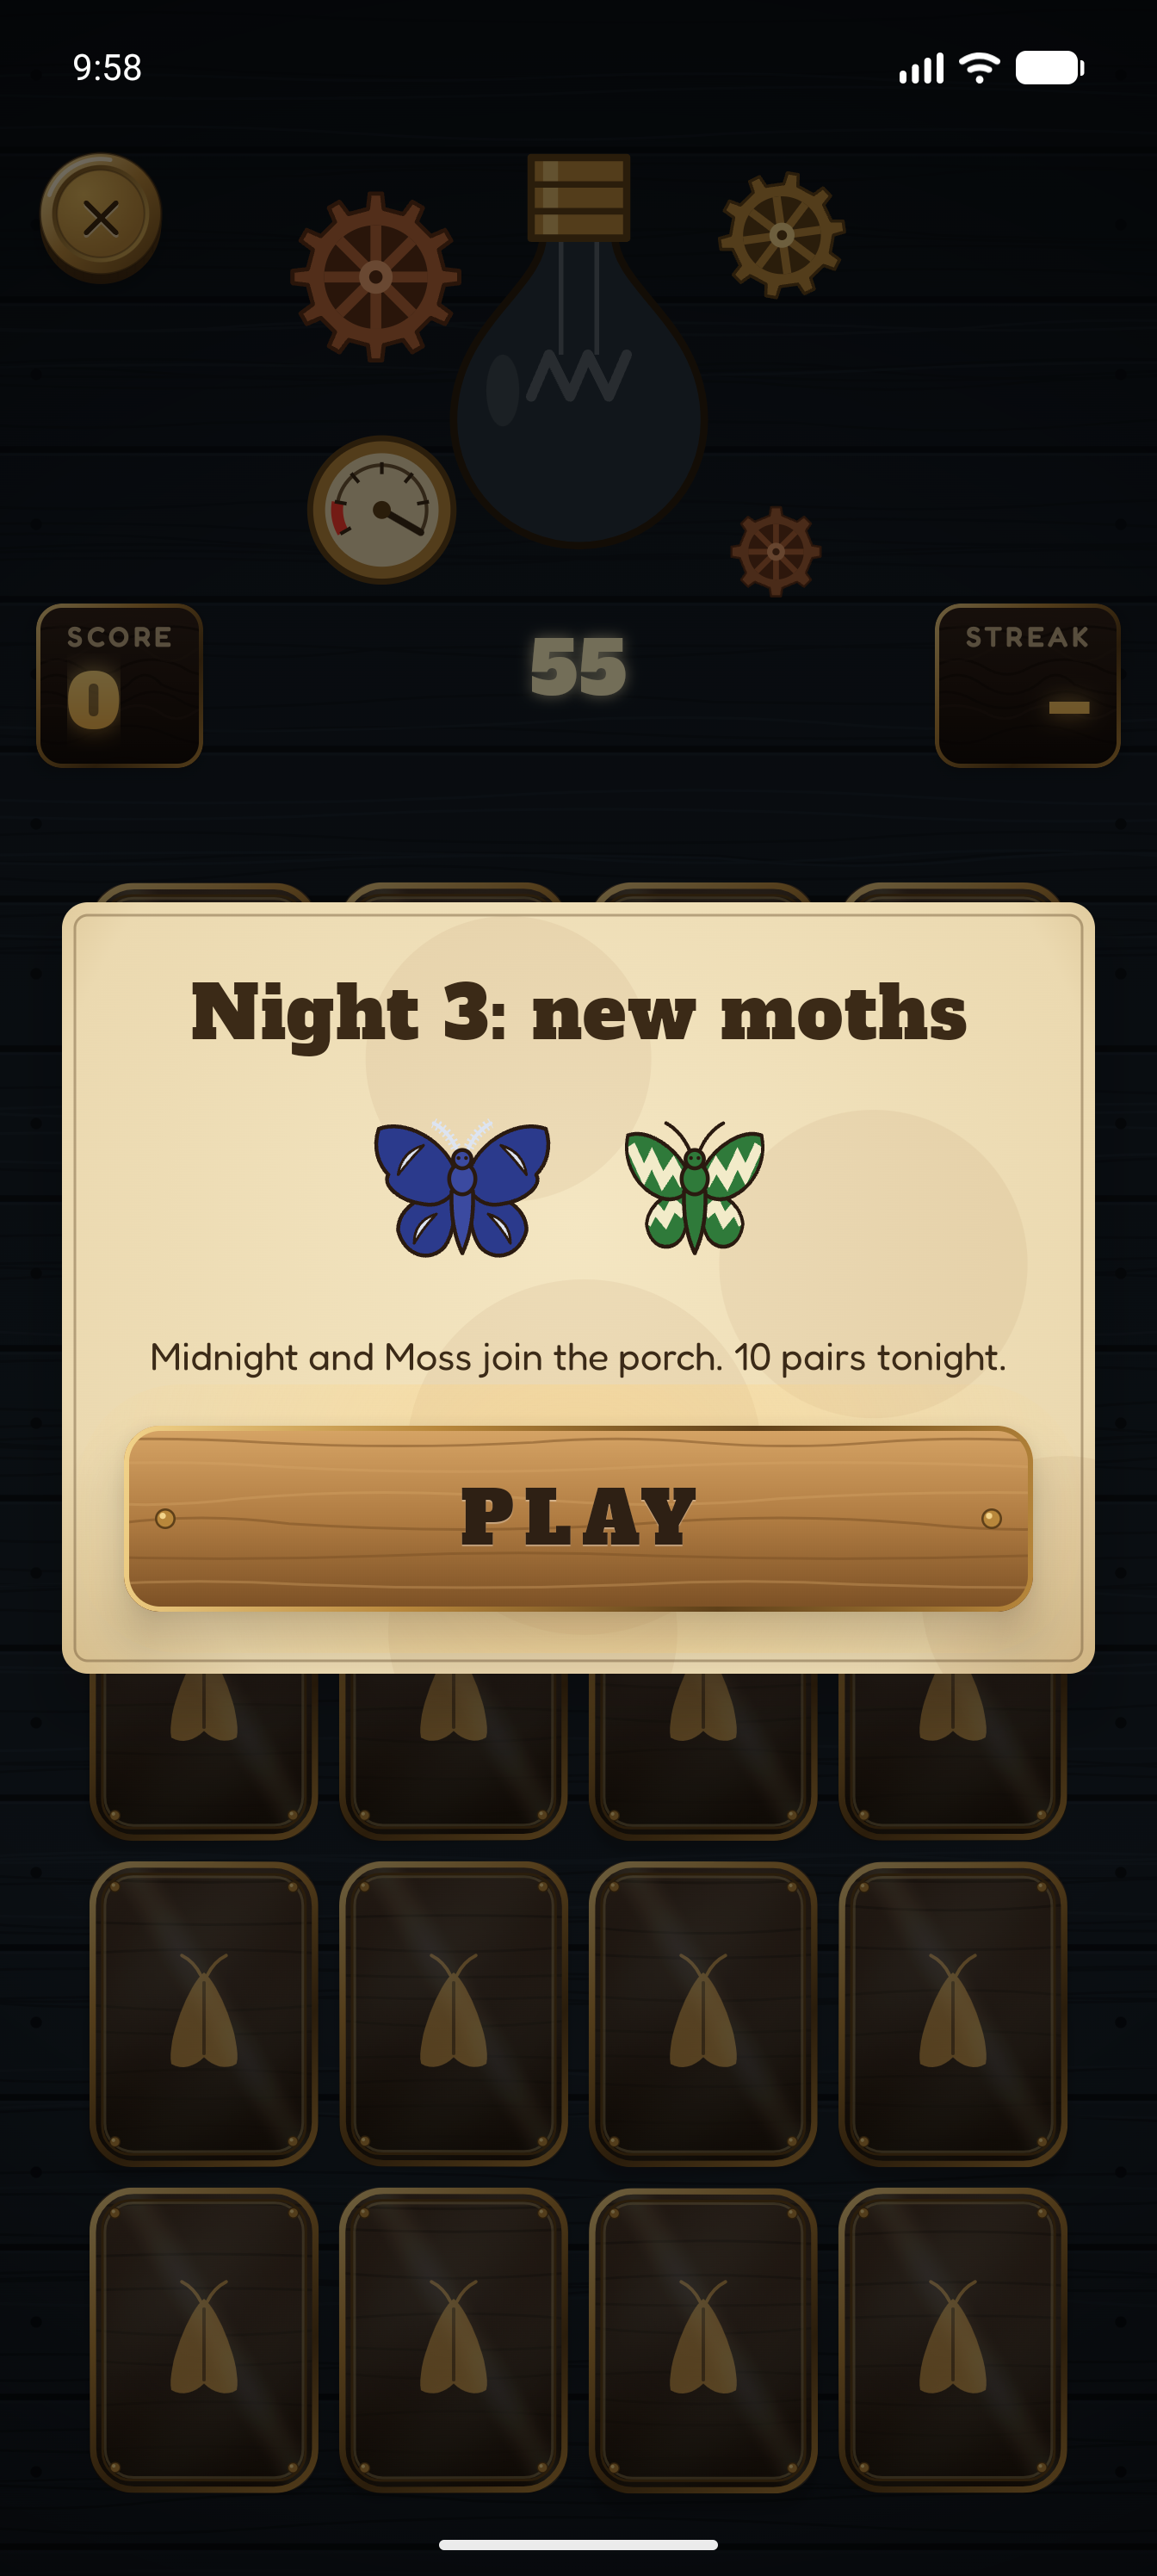 9:58
SCORE
0
55
STREAK
–
Night 3: new moths
Midnight and Moss join the porch. 10 pairs tonight.
PLAY